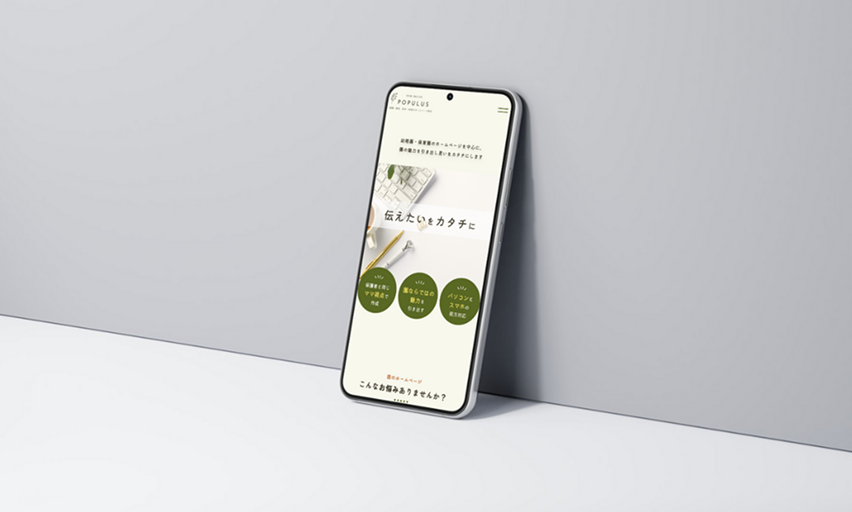 POPULUS
幼稚園・保育園のホームページを中心に、
園の魅力を引き出し思いをカタチにします
伝えたいをカタチに
保護者と同じ
ママ視点で
作成
園ならではの
魅力を
引き出す
パソコンも
スマホも
両方対応
園のホームページ
こんなお悩みありませんか？